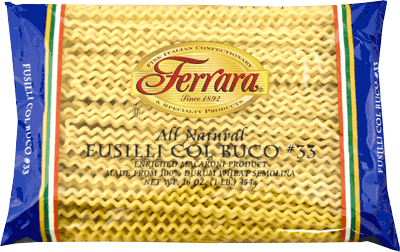 FINE ITALIAN CONFECTIONARY
Ferrara
Since 1892
& SPECIALTY PRODUCTS
All Natural
FUSILLI COL BUCO #33
ENRICHED MACARONI PRODUCT
MADE FROM 100% DURUM WHEAT SEMOLINA
NET WT. 16 OZ. (1 LB.) 454g
FUSILLI COL BUCO #33
FUSILLI COL BUCO #33